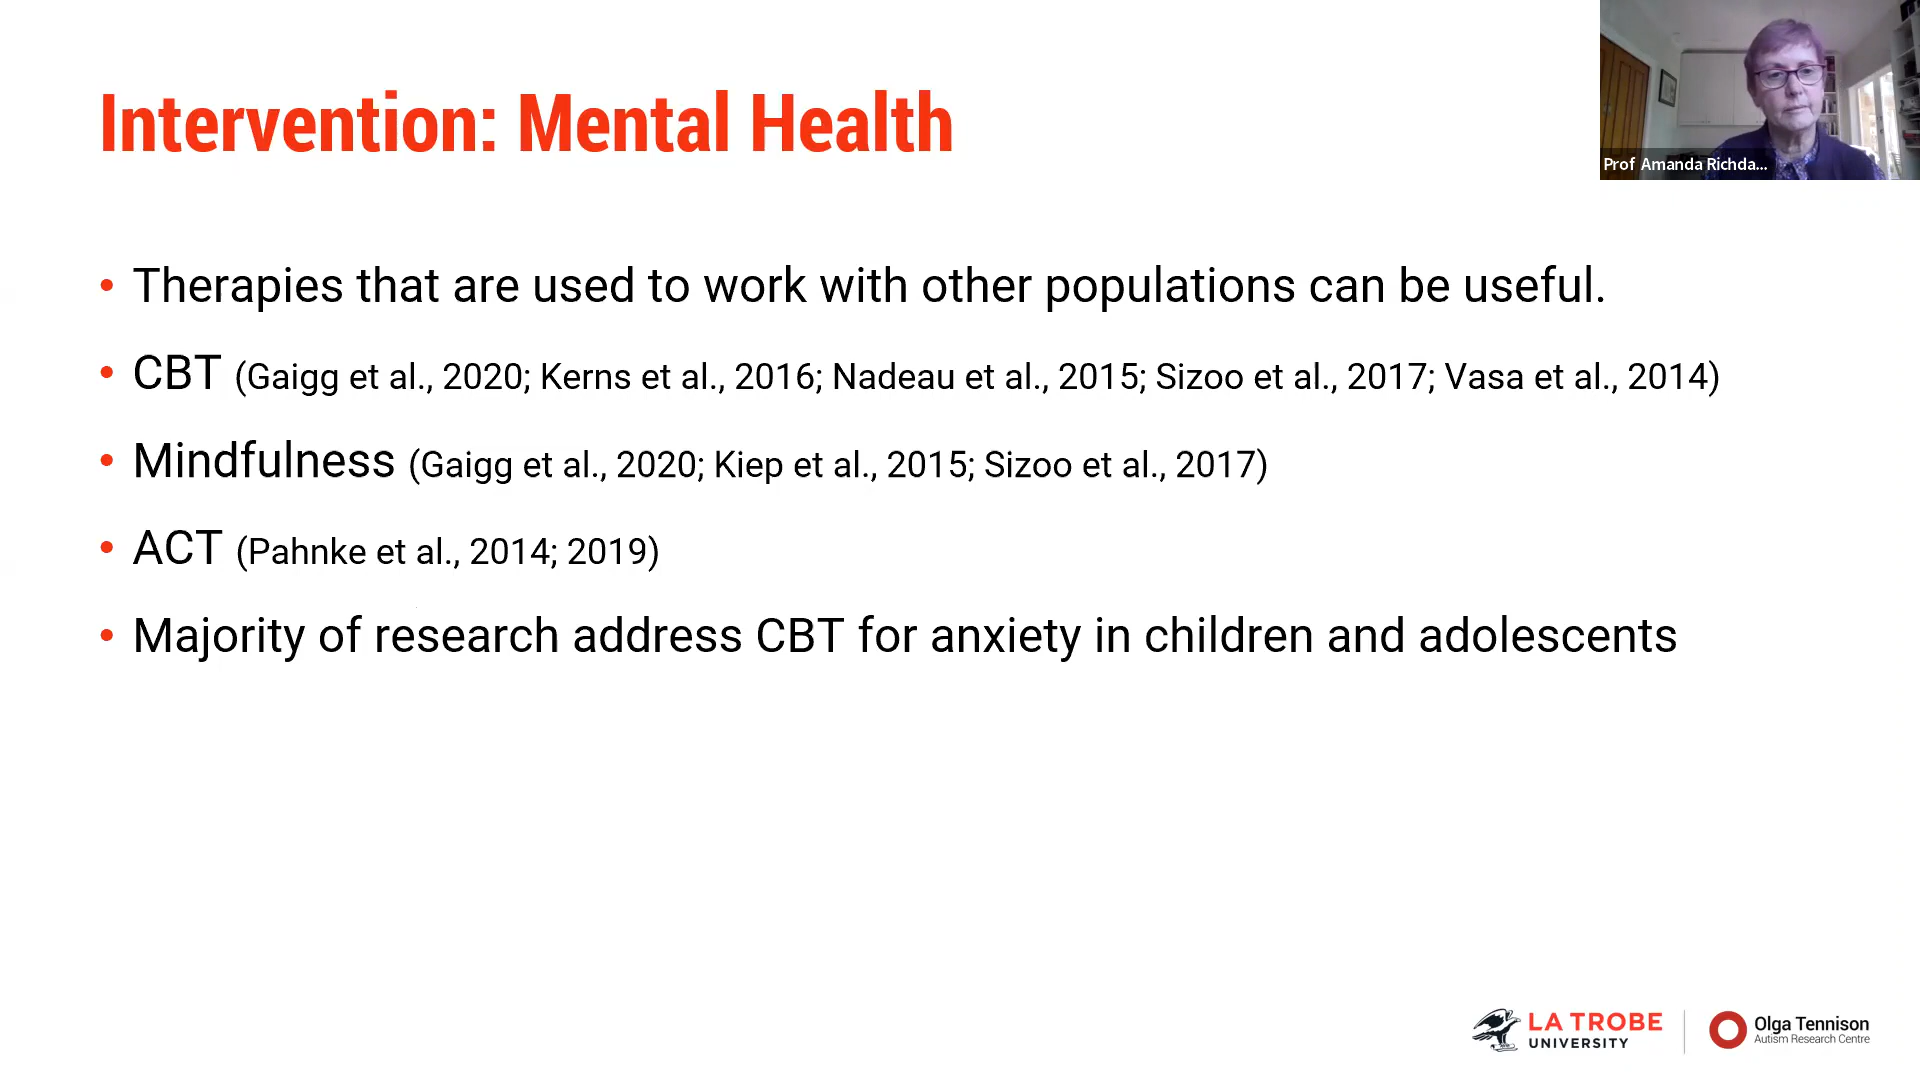 Intervention: Mental Health
Prof Amanda Richda...
• Therapies that are used to work with other populations can be useful.
• CBT (Gaigg et al., 2020; Kerns et al., 2016; Nadeau et al., 2015; Sizoo et al., 2017; Vasa et al., 2014)
• Mindfulness (Gaigg et al., 2020; Kiep et al., 2015; Sizoo et al., 2017)
• ACT (Pahnke et al., 2014; 2019)
• Majority of research address CBT for anxiety in children and adolescents
LA TROBE
UNIVERSITY
Olga Tennison
Autism Research Centre